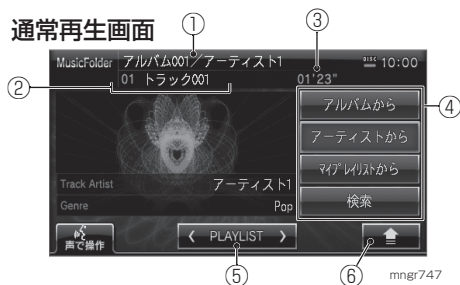 通常再生画面
① ③
MusicFolder アルバム001/アーティスト1 DISC 10:00
② 01 トラック001 01'23"
アルバムから ④
アーティストから
マイプレイリストから
Track Artist アーティスト1
Genre Pop 検索
声で操作 < PLAYLIST >
⑤ ⑥ mngr747